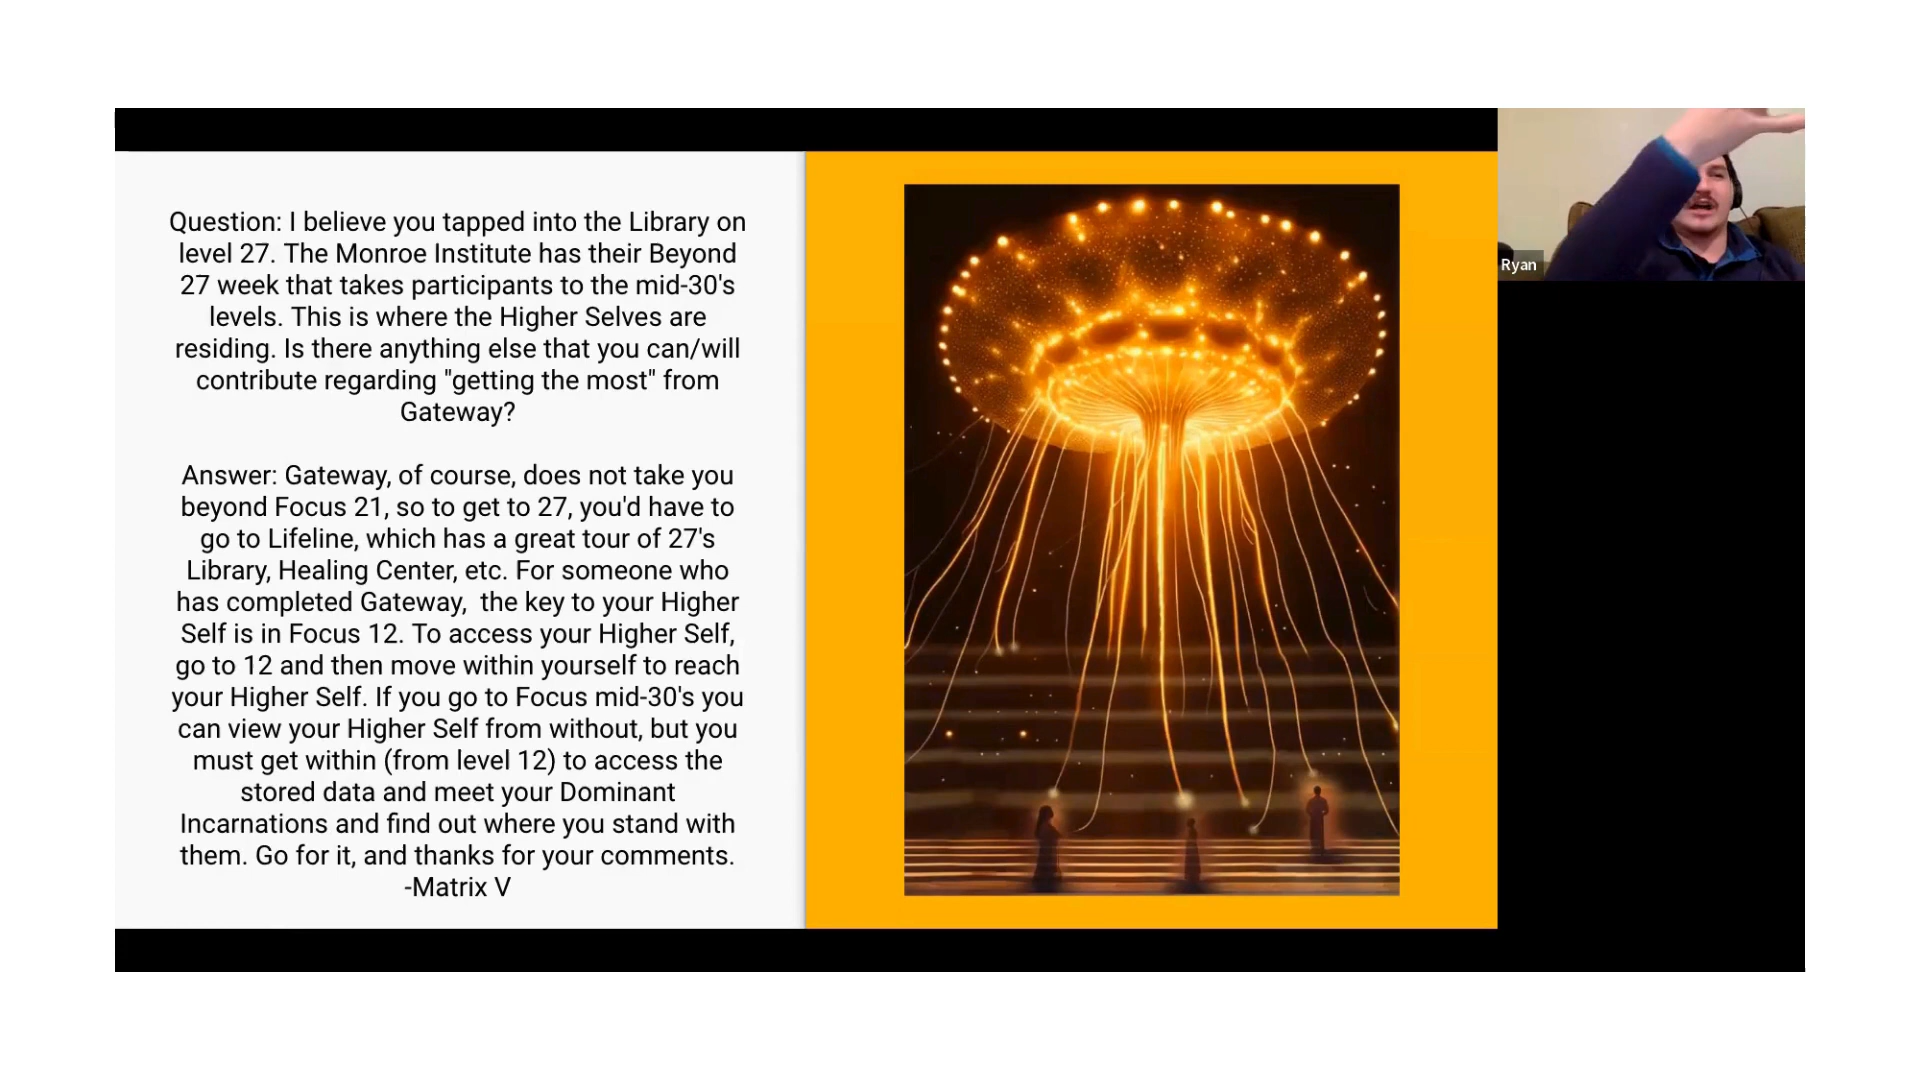 Question: I believe you tapped into the Library on
level 27. The Monroe Institute has their Beyond
27 week that takes participants to the mid-30's
levels. This is where the Higher Selves are
residing. Is there anything else that you can/will
contribute regarding "getting the most" from
Gateway?
Answer: Gateway, of course, does not take you
beyond Focus 21, so to get to 27, you'd have to
go to Lifeline, which has a great tour of 27's
Library, Healing Center, etc. For someone who
has completed Gateway,  the key to your Higher
Self is in Focus 12. To access your Higher Self,
go to 12 and then move within yourself to reach
your Higher Self. If you go to Focus mid-30's you
can view your Higher Self from without, but you
must get within (from level 12) to access the
stored data and meet your Dominant
Incarnations and find out where you stand with
them. Go for it, and thanks for your comments.
-Matrix V
Ryan